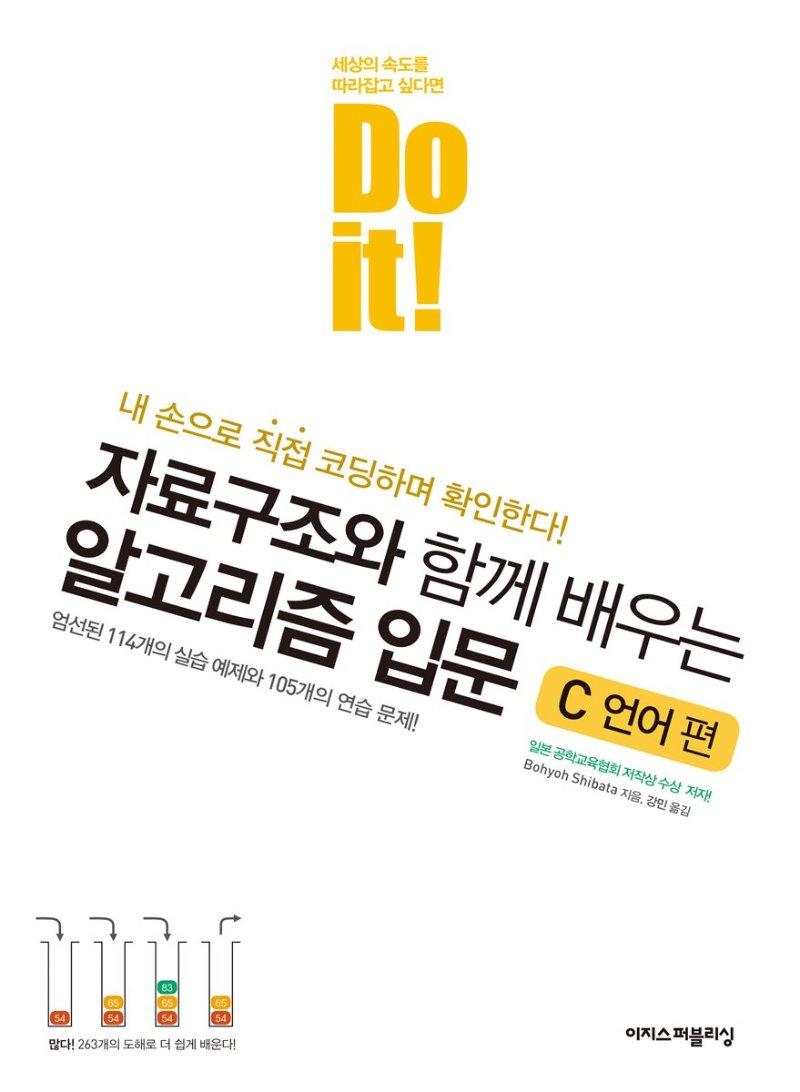 세상의 속도를
따라잡고 싶다면
Do
it!
내 손으로 직접 코딩하며 확인한다!
자료구조와 함께 배우는
알고리즘 입문
엄선된 114개의 실습 예제와 105개의 연습 문제!
C 언어 편
일본 공학교육협회 저작상 수상 저자!
Bohyoh Shibata 지음, 강민 옮김
83
65 65 65
54 54 54 54
많다! 263개의 도해로 더 쉽게 배운다!
이지스퍼블리싱